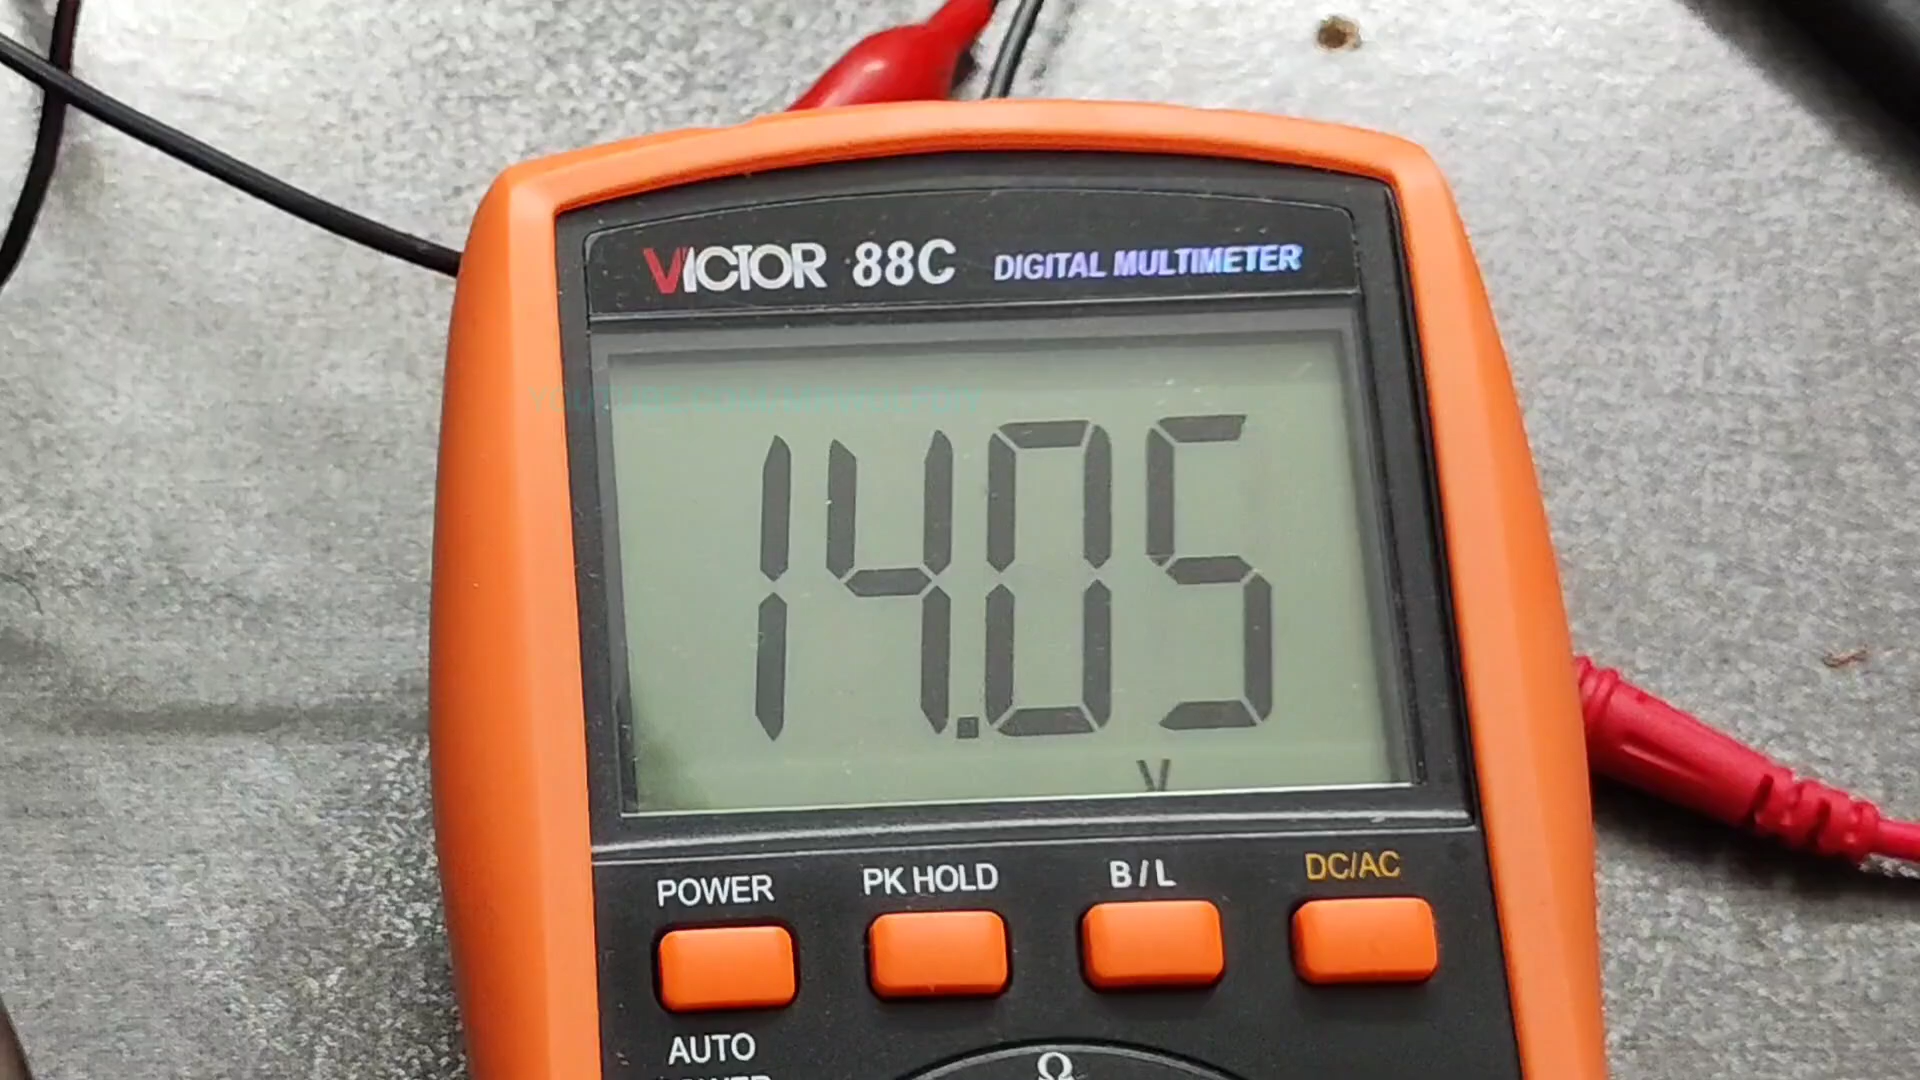 VICTOR 88C DIGITAL MULTIMETER
14.05
V
POWER PK HOLD B/L DC/AC
AUTO
Ω